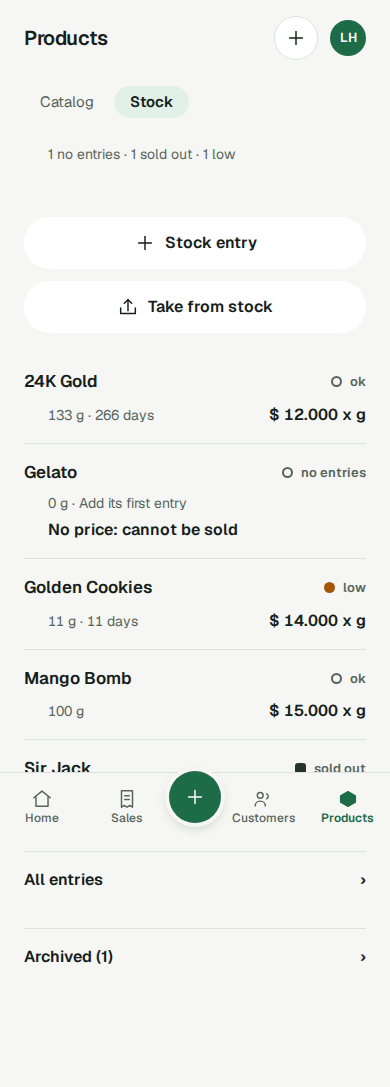 Products
LH
Catalog
Stock
1 no entries · 1 sold out · 1 low
Stock entry
Take from stock
24K Gold
ok
133 g · 266 days
$ 12.000 x g
Gelato
no entries
0 g · Add its first entry
No price: cannot be sold
Golden Cookies
low
11 g · 11 days
$ 14.000 x g
Mango Bomb
ok
100 g
$ 15.000 x g
Sir Jack
sold out
Home
Sales
Customers
Products
All entries
Archived (1)